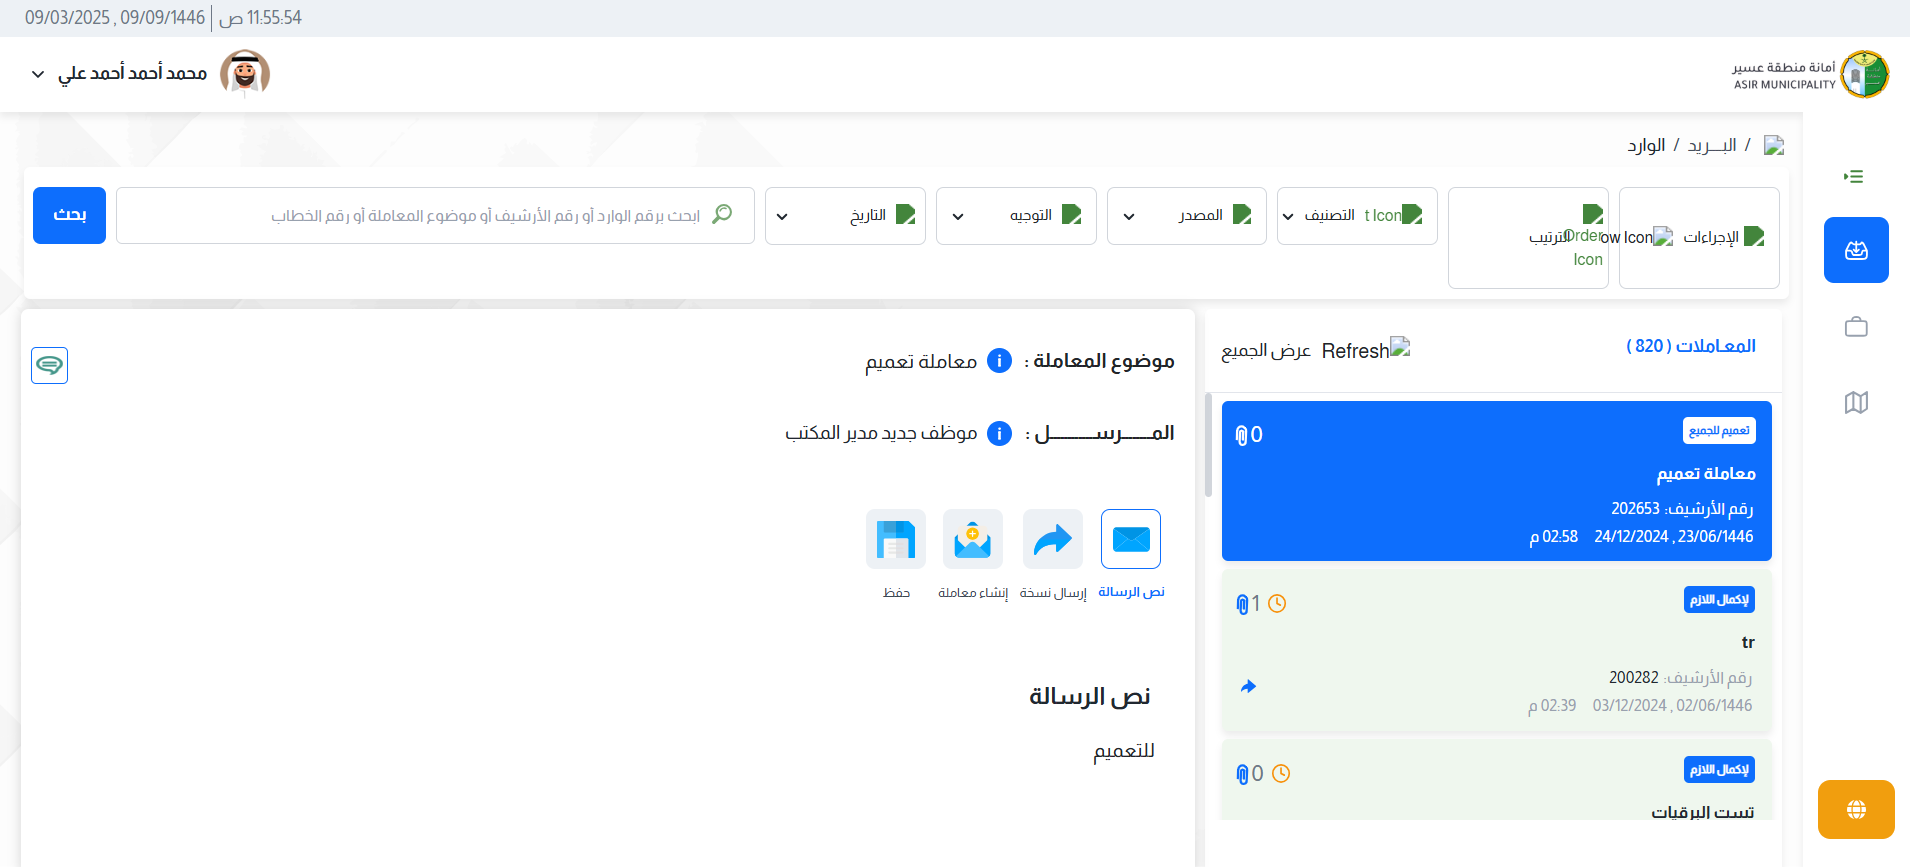 11:55:54 ص | 09/09/1446 , 09/03/2025
أمانة منطقة عسير
ASIR MUNICIPALITY
محمد أحمد أحمد علي
/ البـــريد / الوارد
الإجراءات
ow Icon
Order Icon
الترتيب
t Icon
التصنيف
المصدر
التوجيه
التاريخ
ابحث برقم الوارد أو رقم الأرشيف أو موضوع المعاملة أو رقم الخطاب
بحث
المعاملات ( 820 )
Refresh
عرض الجميع
تعميم للجميع
0
معاملة تعميم
رقم الأرشيف: 202653
23/06/1446 , 24/12/2024 02:58 م
لإكمال اللازم
1
tr
رقم الأرشيف: 200282
02/06/1446 , 03/12/2024 02:39 م
لإكمال اللازم
0
تست البرقيات
موضوع المعاملة :
معاملة تعميم
المـــــرســـــــل :
موظف جديد مدير المكتب
نص الرسالة
إرسال نسخة
إنشاء معاملة
حفظ
نص الرسالة
للتعميم